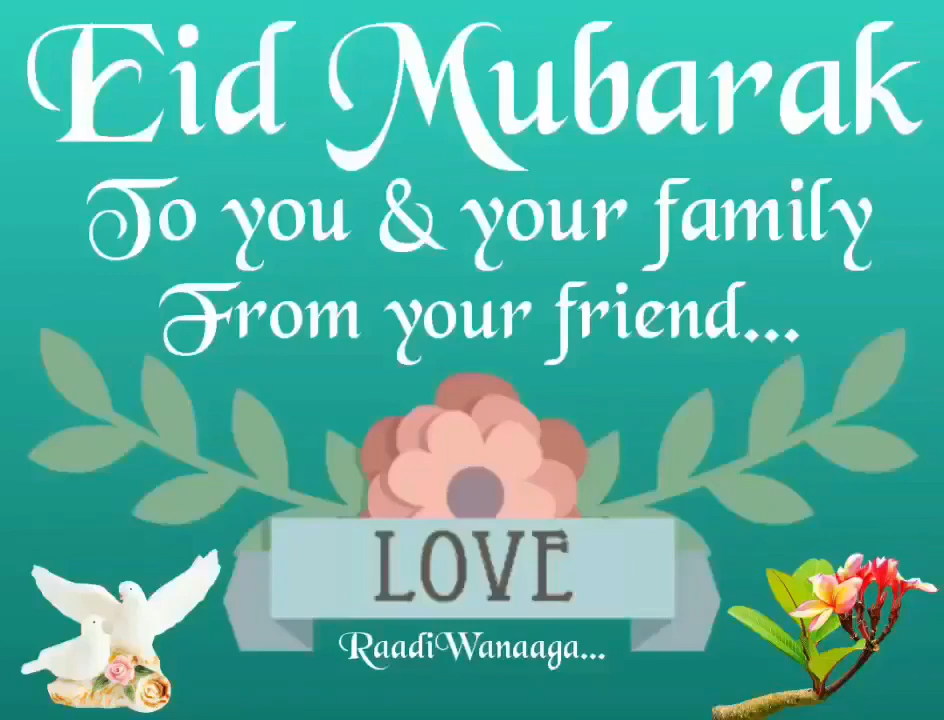 Eid Mubarak
To you & your family
From your friend...
LOVE
RaadiWanaaga...